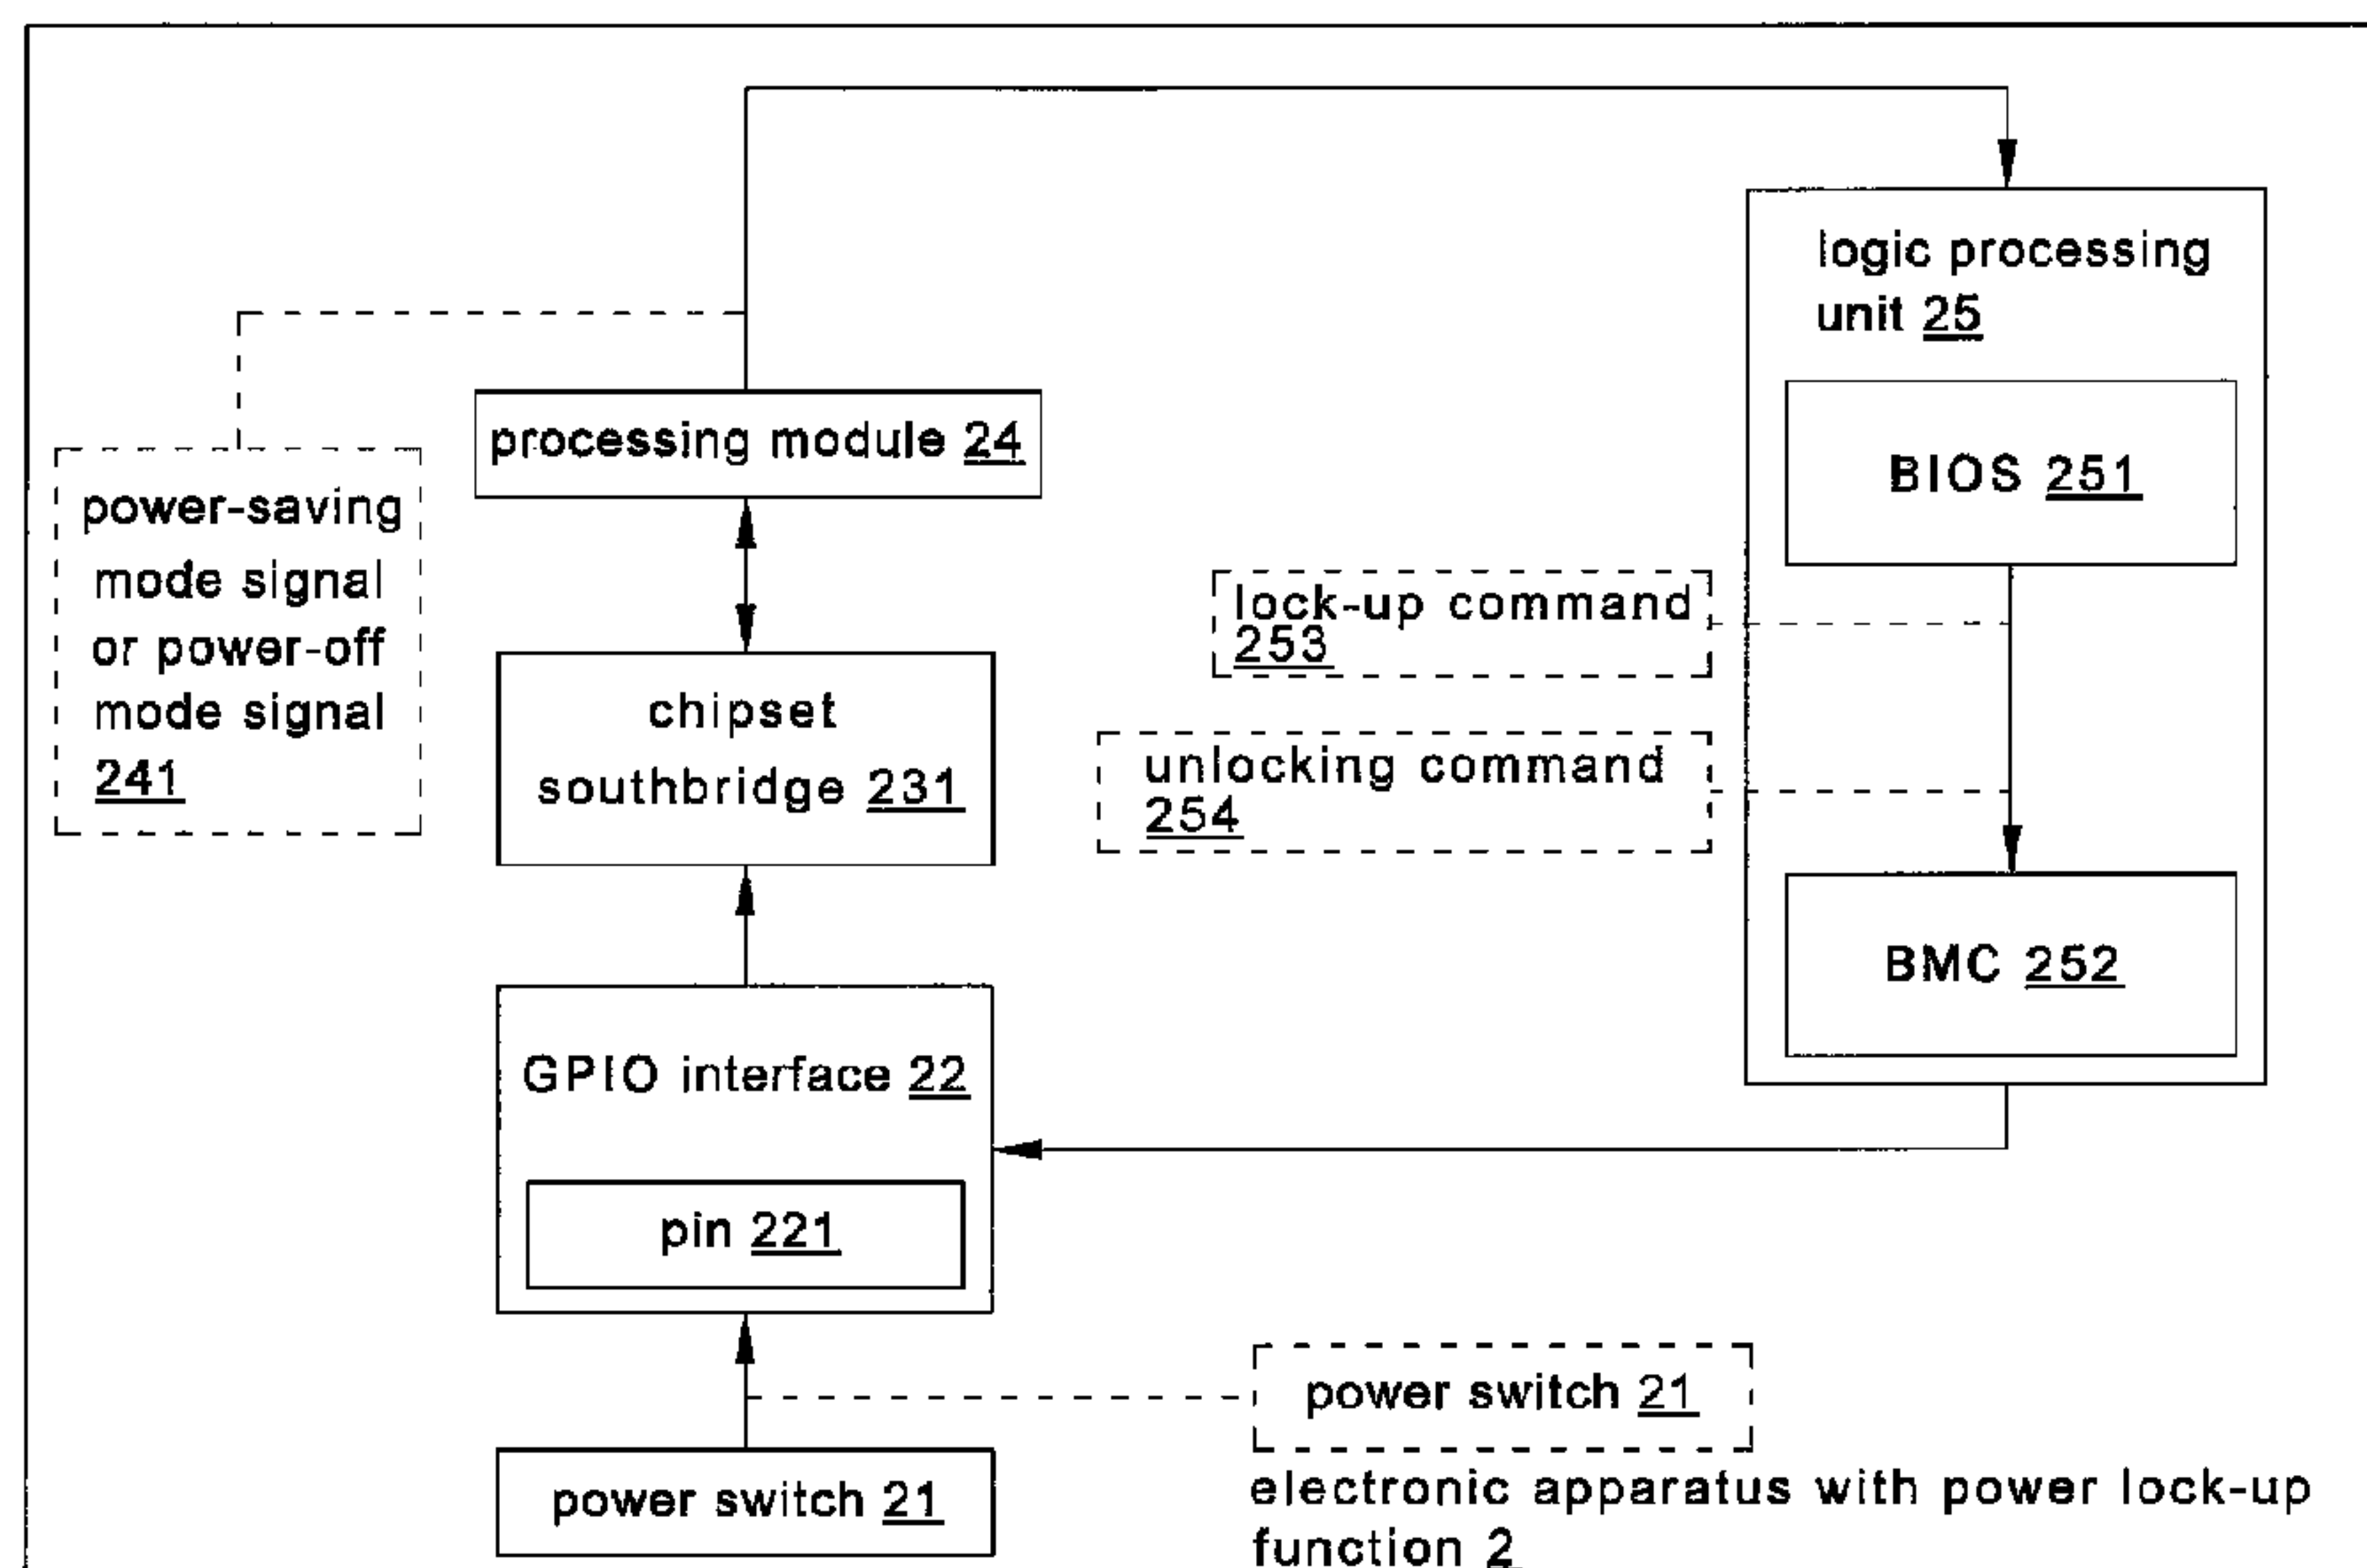 logic processing
unit 25
processing module 24
BIOS 251
power-saving
mode signal
or power-off
mode signal
241
lock-up command
253
chipset
southbridge 231
unlocking command
254
BMC 252
GPIO interface 22
pin 221
power switch 21
power switch 21
electronic apparatus with power lock-up
function 2